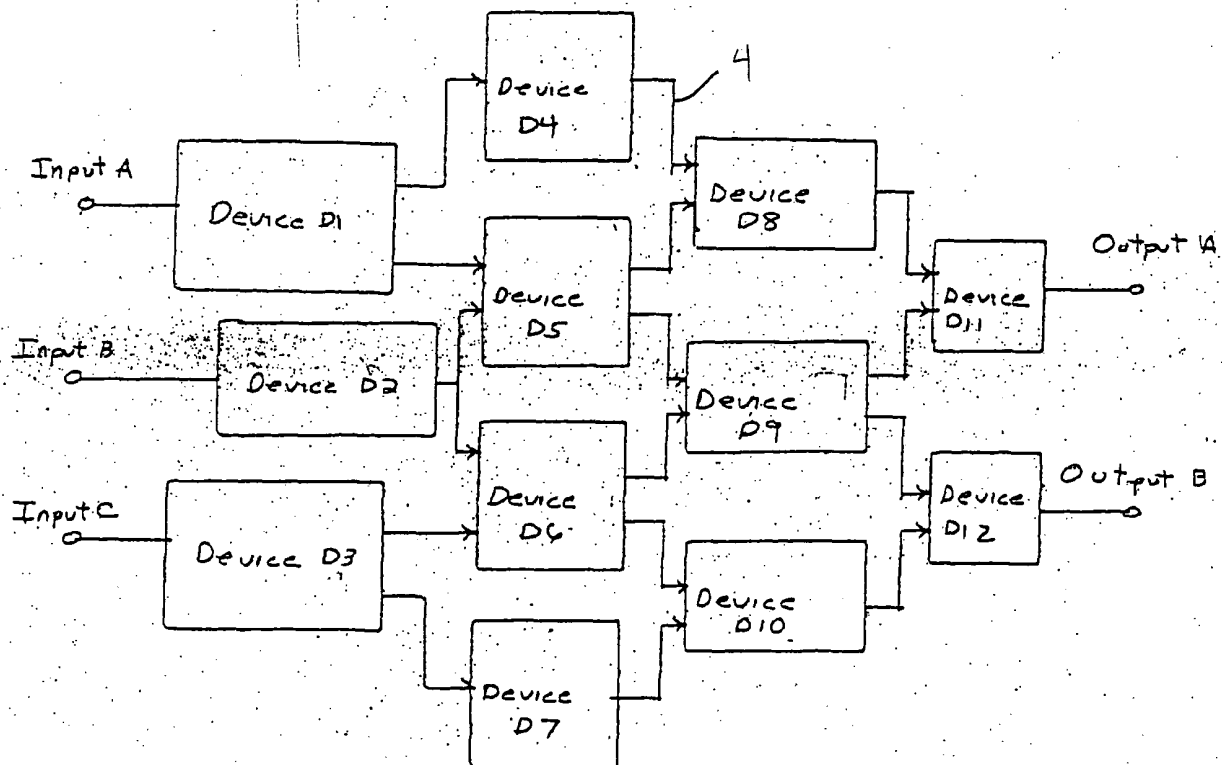 4
Device
D4
Input A
Device D1
Device
D8
Output A
Device
D5
Device
D11
Input B
Device D2
Device
D9
Input C
Device D3
Device
D6
Device
D12
Output B
Device
D10
Device
D7